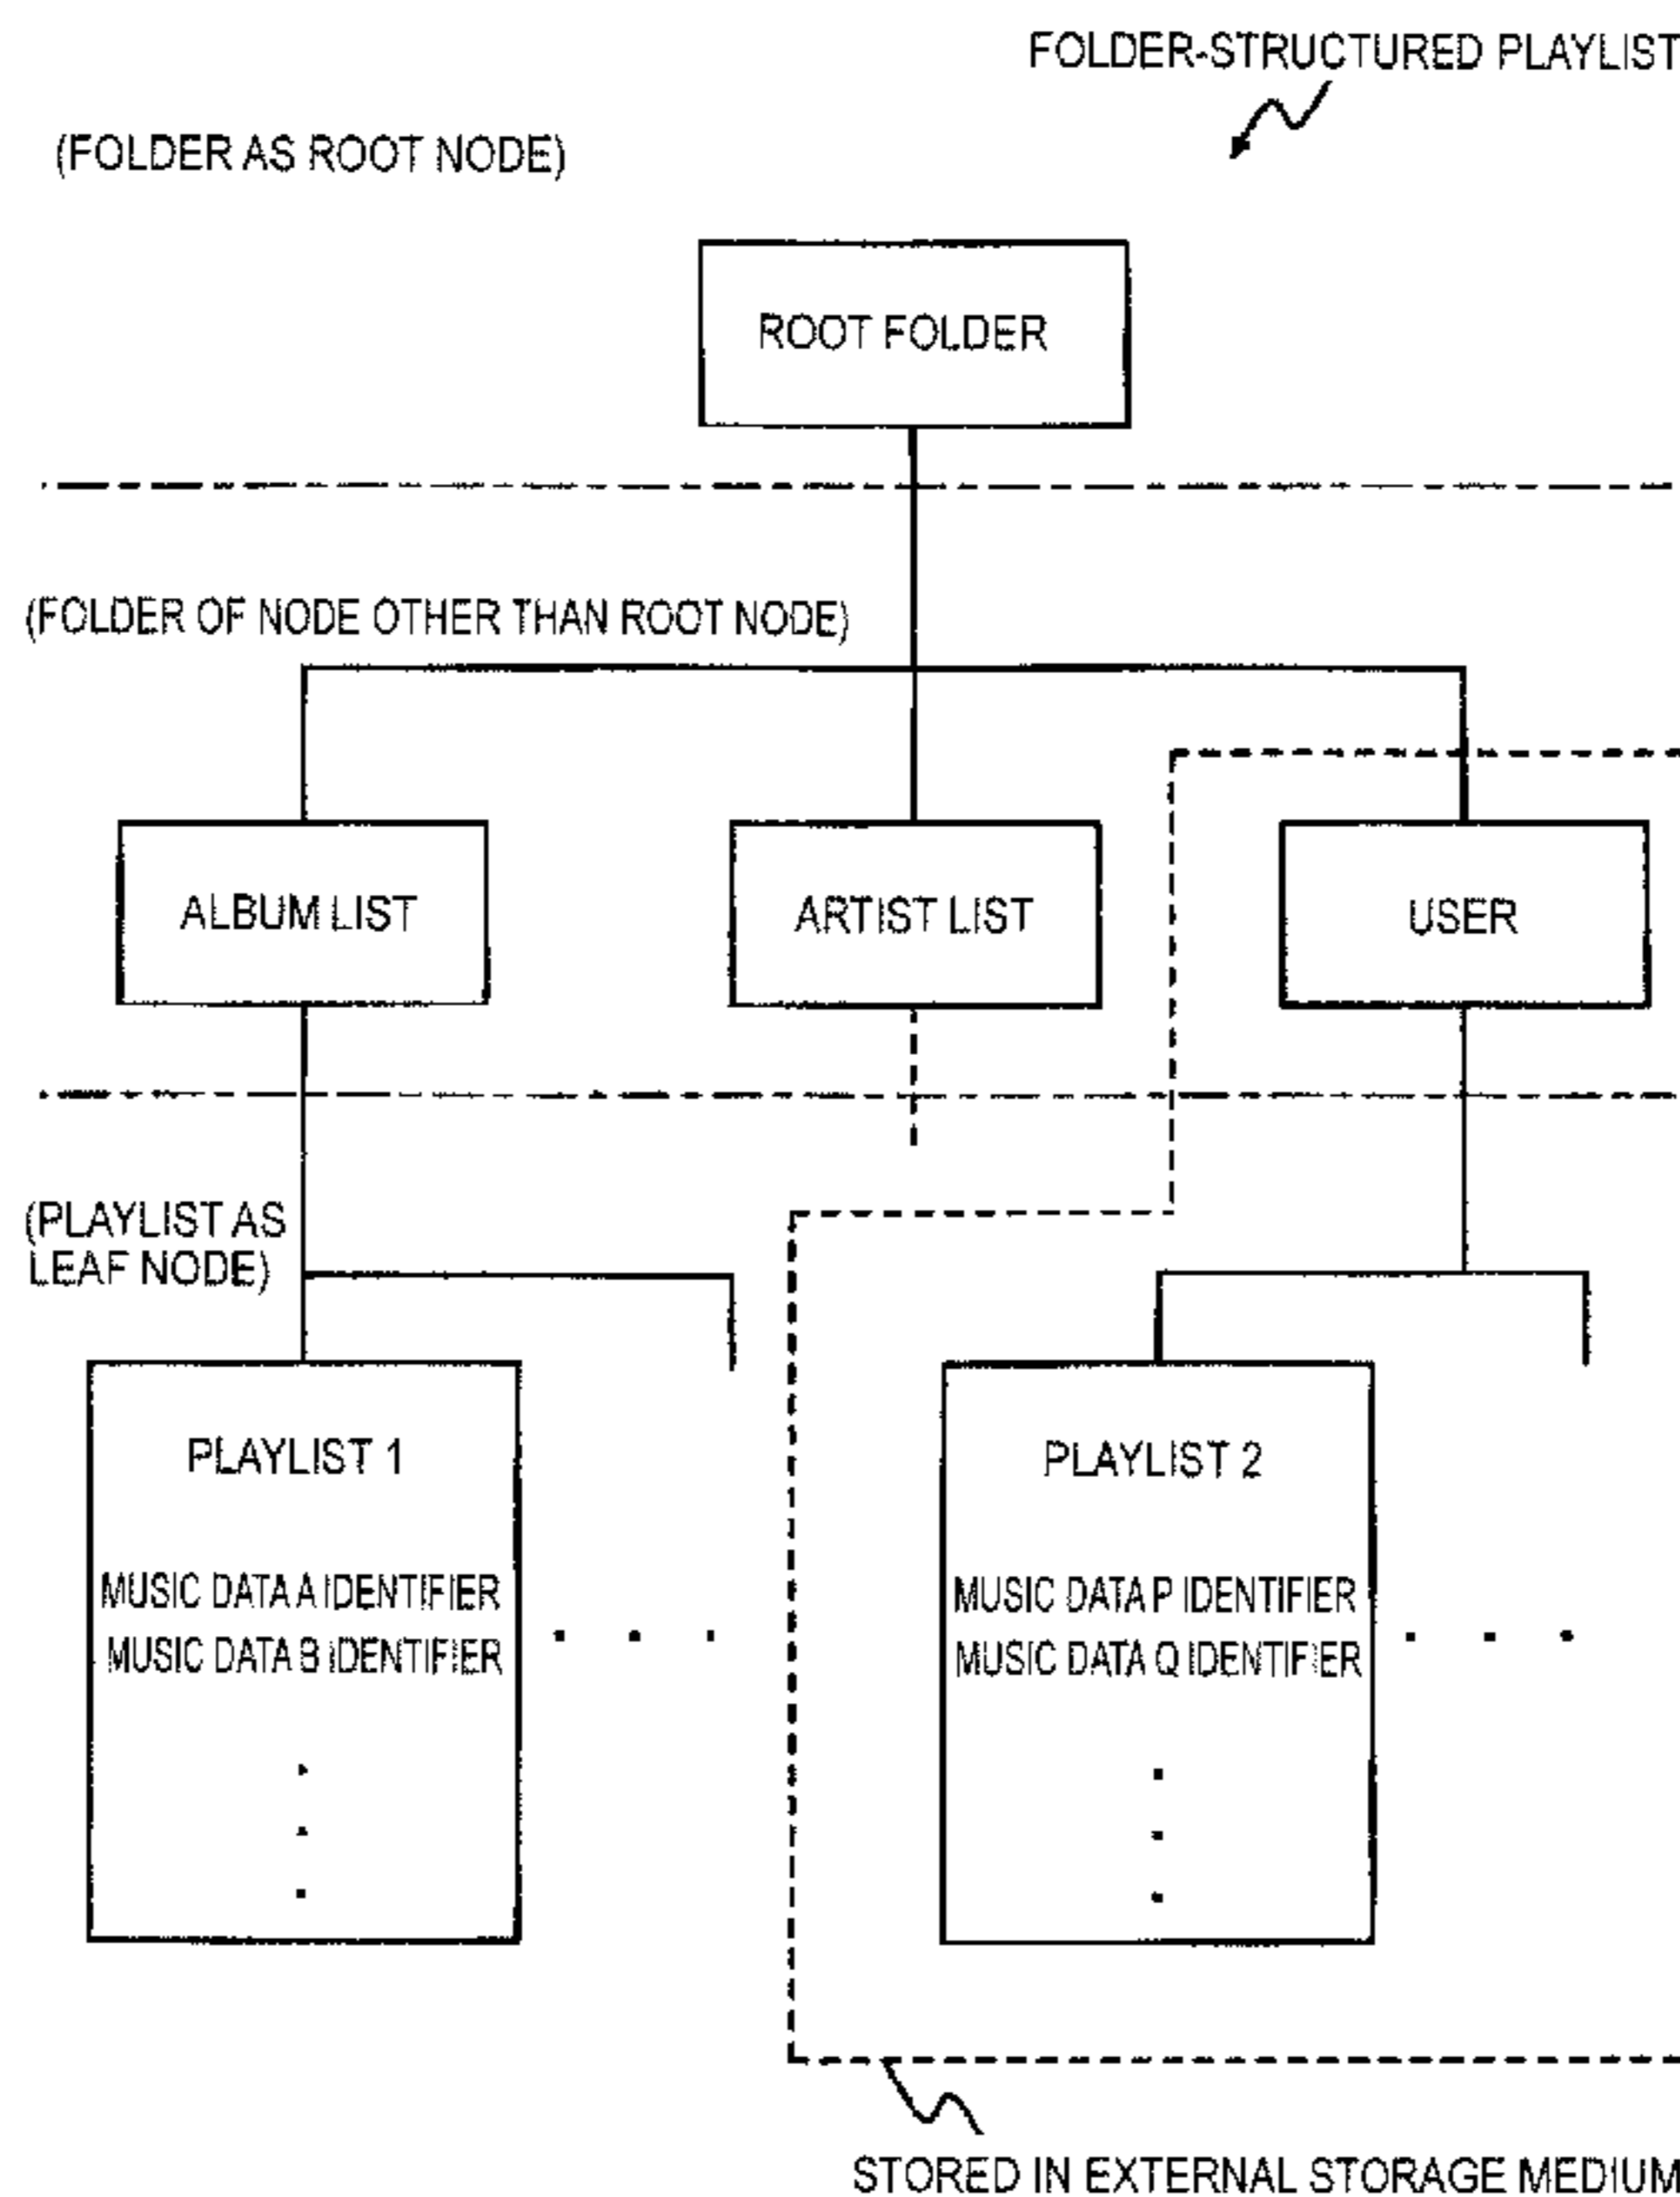 FOLDER-STRUCTURED PLAYLIST
(FOLDER AS ROOT NODE)
ROOT FOLDER
(FOLDER OF NODE OTHER THAN ROOT NODE)
ALBUM LIST
ARTIST LIST
USER
(PLAYLIST AS
LEAF NODE)
PLAYLIST 1
MUSIC DATA A IDENTIFIER
MUSIC DATA B IDENTIFIER
PLAYLIST 2
MUSIC DATA P IDENTIFIER
MUSIC DATA Q IDENTIFIER
STORED IN EXTERNAL STORAGE MEDIUM